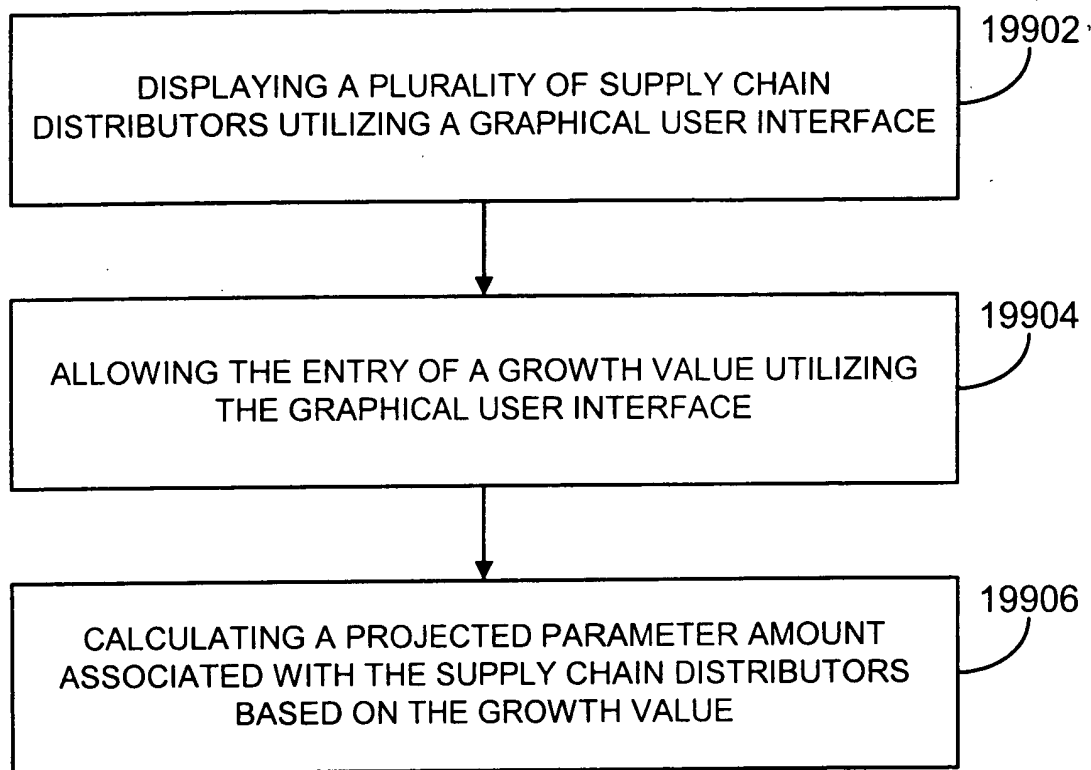 19902
DISPLAYING A PLURALITY OF SUPPLY CHAIN
DISTRIBUTORS UTILIZING A GRAPHICAL USER INTERFACE
19904
ALLOWING THE ENTRY OF A GROWTH VALUE UTILIZING
THE GRAPHICAL USER INTERFACE
19906
CALCULATING A PROJECTED PARAMETER AMOUNT
ASSOCIATED WITH THE SUPPLY CHAIN DISTRIBUTORS
BASED ON THE GROWTH VALUE